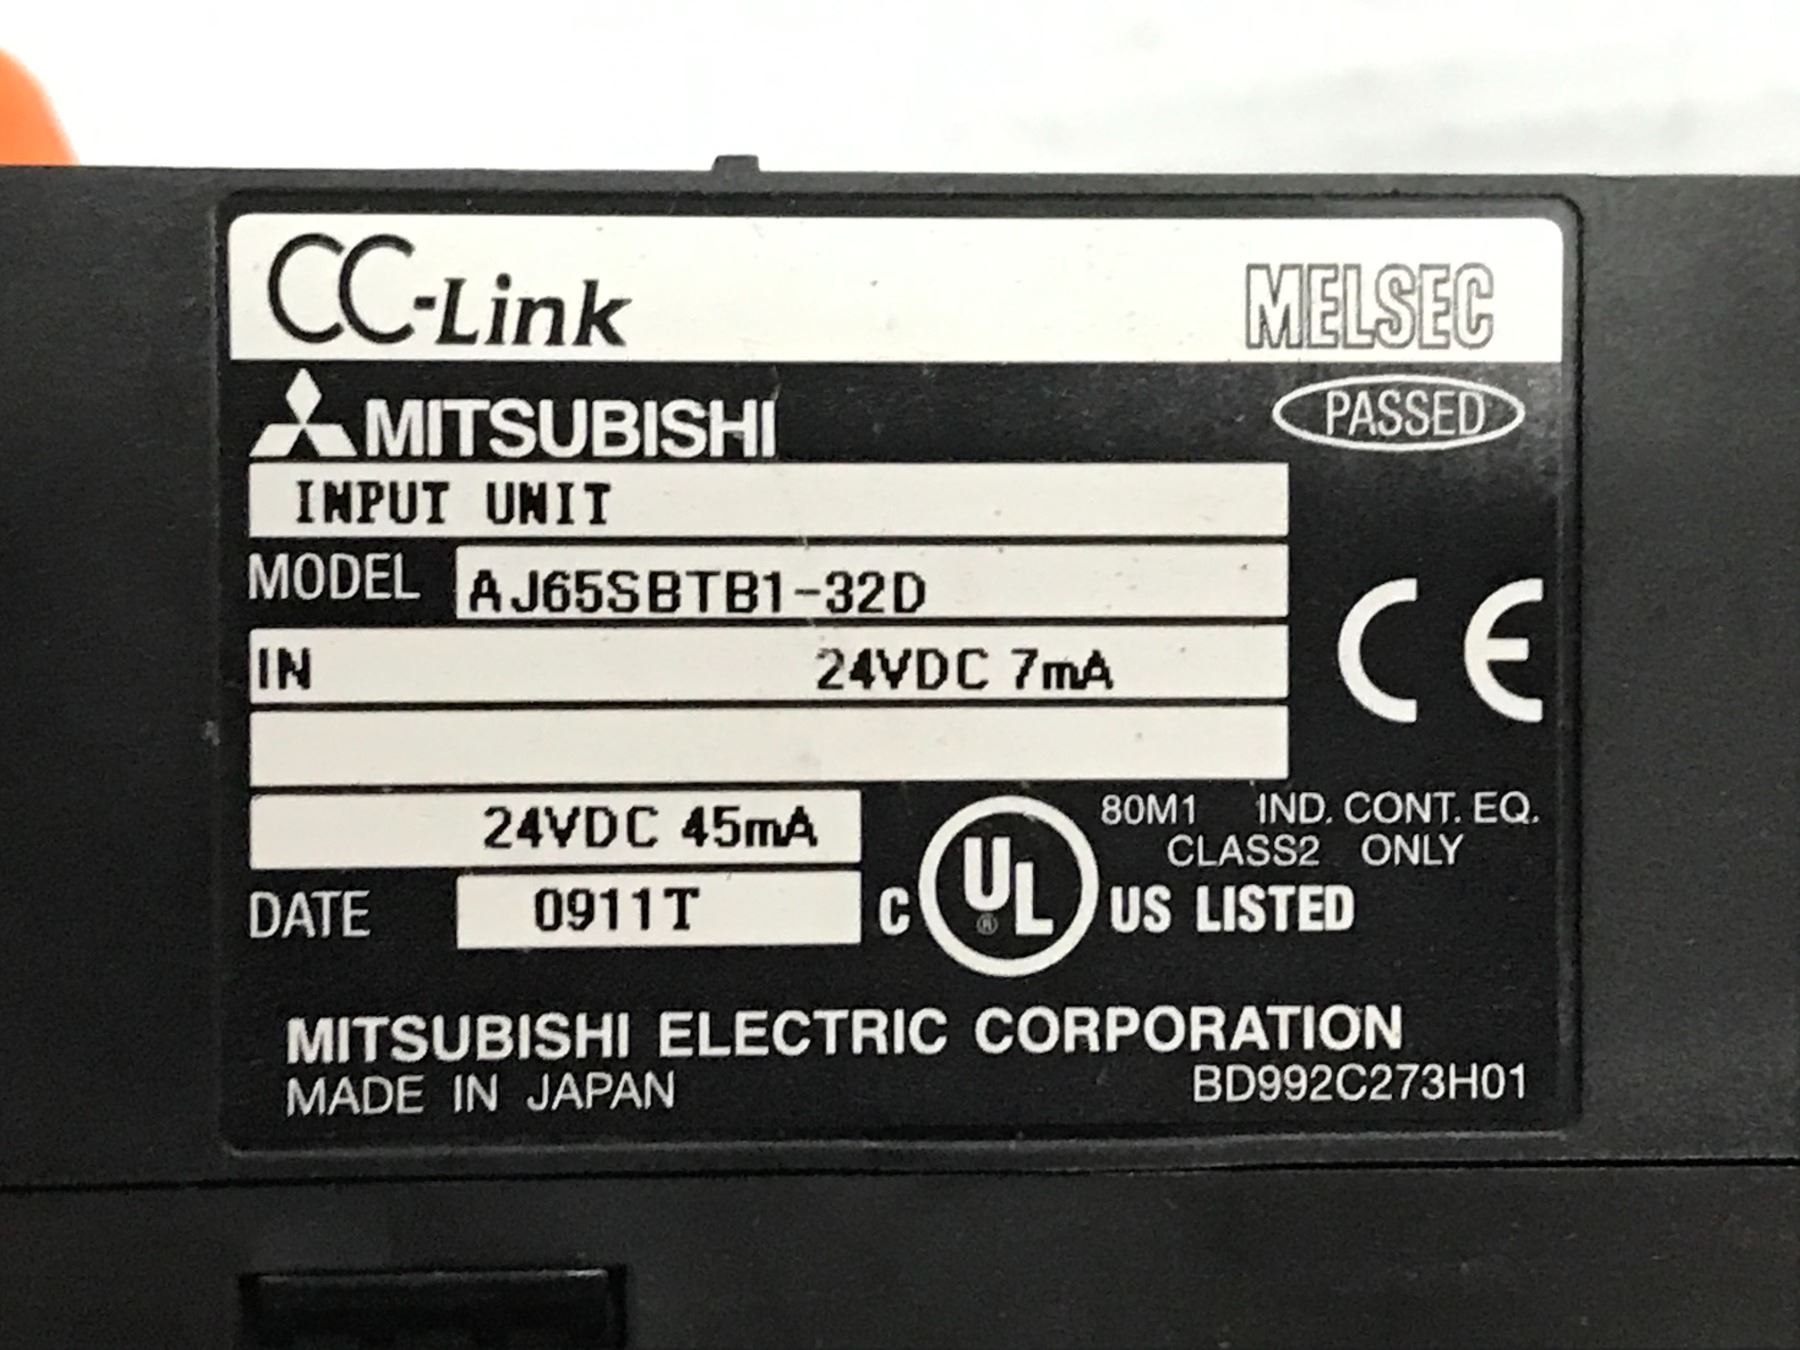 CC-Link MELSEC
MITSUBISHI PASSED
INPUT UNIT
MODEL AJ65SBTB1-32D
IN 24VDC 7mA
CE
24VDC 45mA
80M1 IND. CONT. EQ.
CLASS2 ONLY
DATE 0911T
C UL® US LISTED
MITSUBISHI ELECTRIC CORPORATION
MADE IN JAPAN BD992C273H01